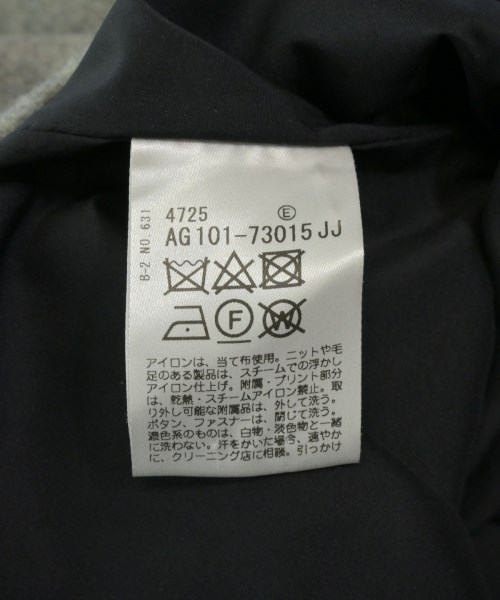 4725 Ⓔ
AG101-73015JJ
B-2 NO.631
F
W
アイロンは、当て布使用。ニットや毛
足のある製品は、スチームでの浮かし
アイロン仕上げ。附属・プリント部分
は、乾熱・スチームアイロン禁止。取
り外し可能な附属品は、外して洗う。
ボタン、ファスナーは、閉じて洗う。
濃色系のものは、白物・淡色物と一緒
に洗わない。汗をかいた場合、速やか
に、クリーニング店に相談。引っかけ